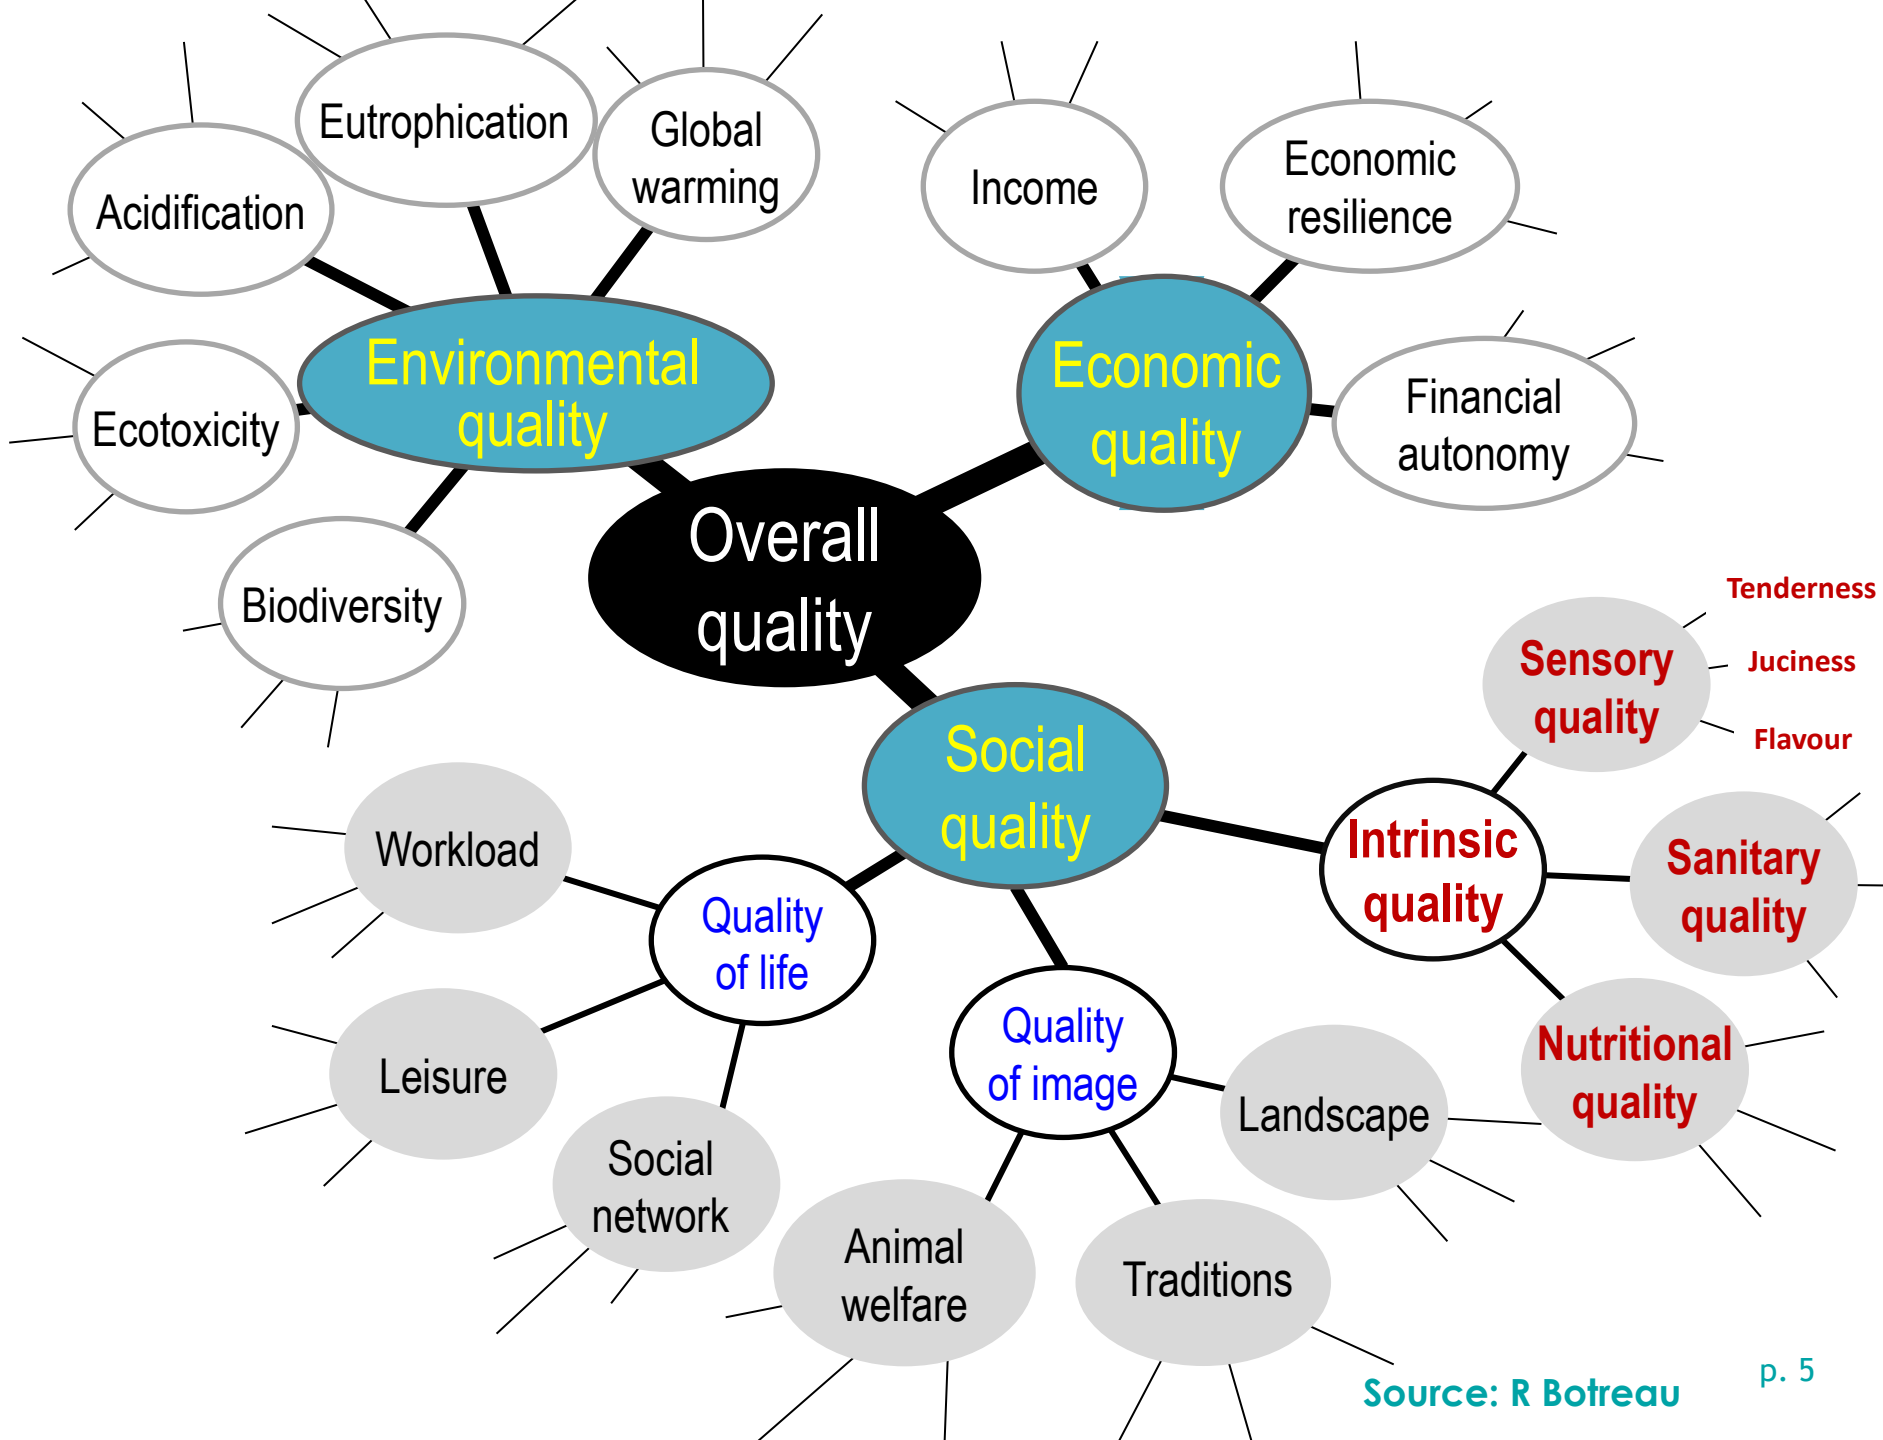 Eutrophication
Global
warming
Acidification
Income
Economic
resilience
Environmental
quality
Economic
quality
Ecotoxicity
Financial
autonomy
Overall
quality
Biodiversity
Tenderness
Sensory
quality
Juciness
Flavour
Social
quality
Workload
Intrinsic
quality
Sanitary
quality
Quality
of life
Quality
of image
Nutritional
quality
Leisure
Landscape
Social
network
Animal
welfare
Traditions
Source: R Botreau
p. 5